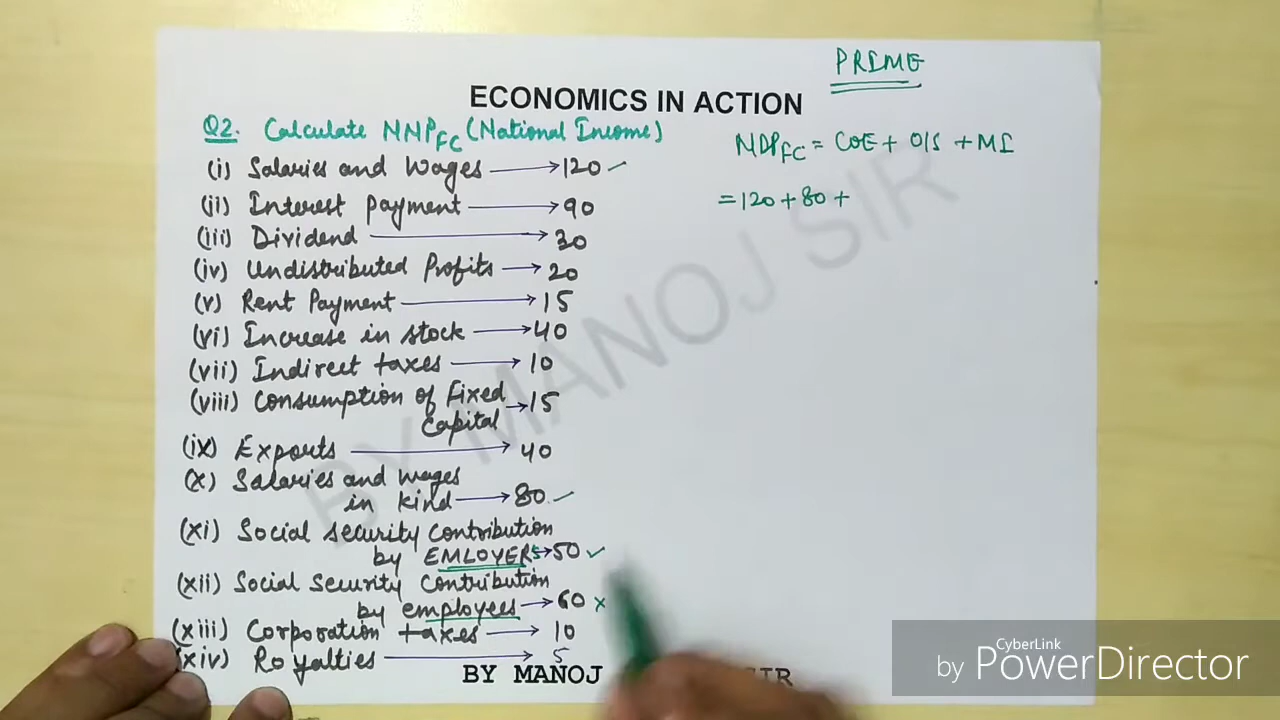 PRIME
ECONOMICS IN ACTION
Q2. Calculate NNPFC (National Income)
(i) Salaries and Wages → 120 ✓
(ii) Interest payment → 90
(iii) Dividend → 30
(iv) Undistributed Profits → 20
(v) Rent Payment → 15
(vi) Increase in stock → 40
(vii) Indirect taxes → 10
(viii) Consumption of Fixed
Capital → 15
(ix) Exports → 40
(x) Salaries and wages
in kind → 80 ✓
(xi) Social security contribution
by EMLOYERS → 50 ✓
(xii) Social Security Contribution
by employees → 60 ×
(xiii) Corporation taxes → 10
(xiv) Royalties → 5
NDPFC = COE + O/S + MI
= 120 + 80 +
BY MANOJ SIR
BY MANOJ SIR
CyberLink
by PowerDirector